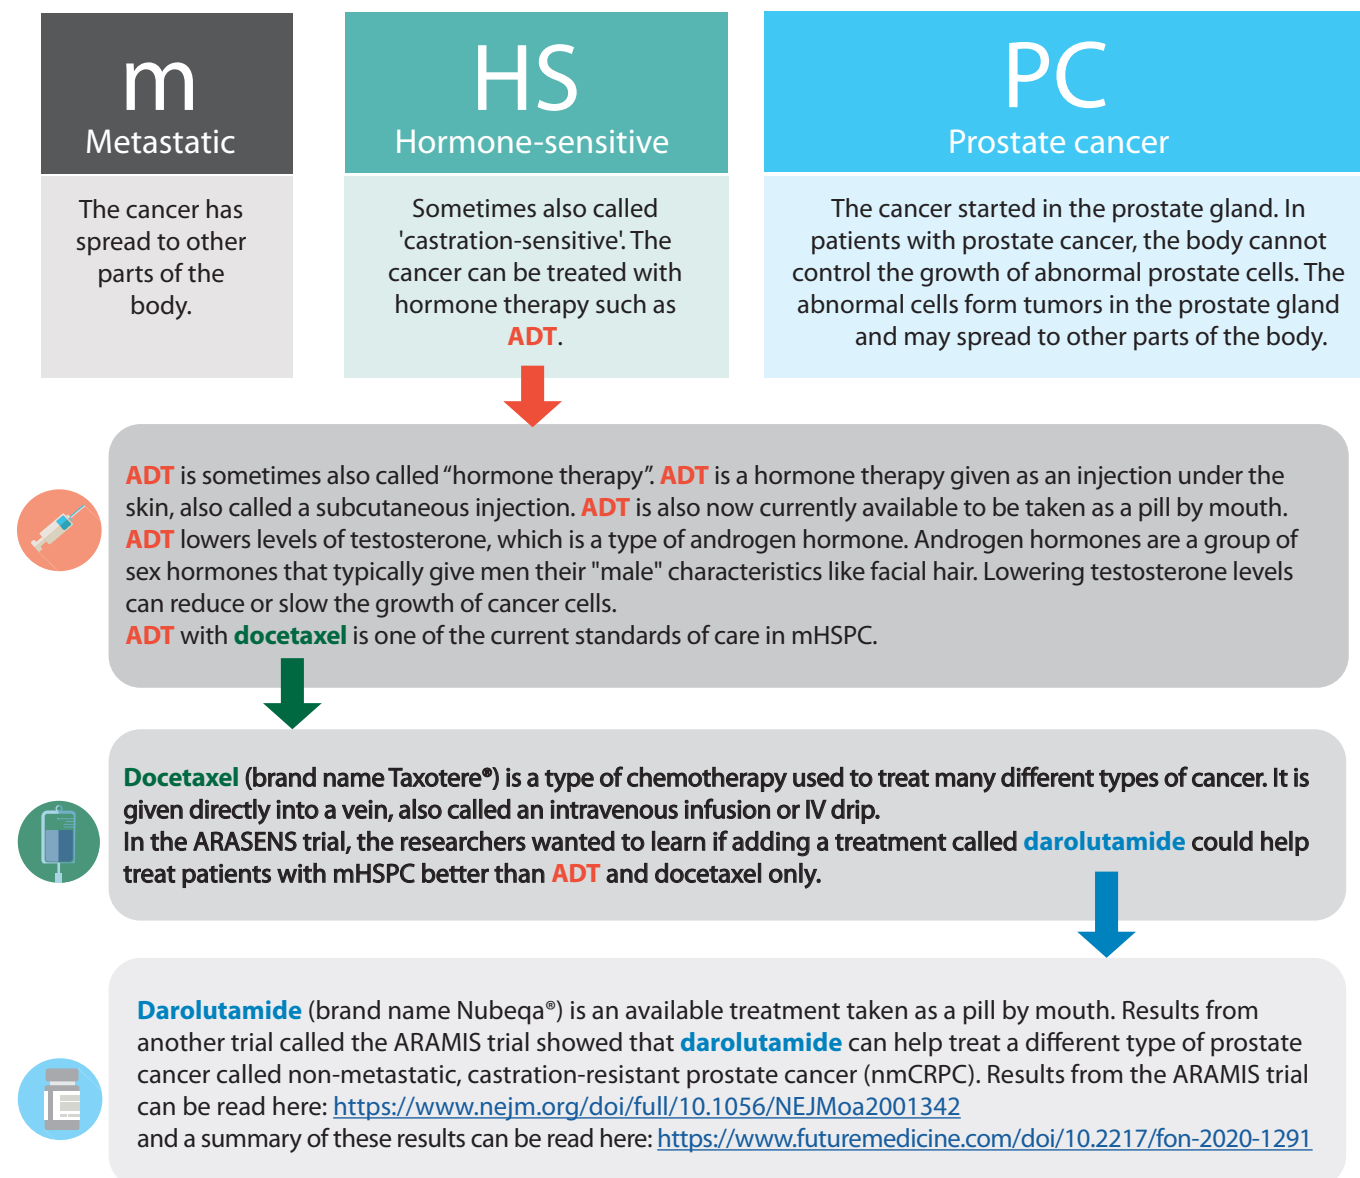 m
Metastatic
The cancer has
spread to other
parts of the
body.
HS
Hormone-sensitive
Sometimes also called
'castration-sensitive'. The
cancer can be treated with
hormone therapy such as
ADT.
PC
Prostate cancer
The cancer started in the prostate gland. In
patients with prostate cancer, the body cannot
control the growth of abnormal prostate cells. The
abnormal cells form tumors in the prostate gland
and may spread to other parts of the body.
ADT is sometimes also called “hormone therapy”. ADT is a hormone therapy given as an injection under the
skin, also called a subcutaneous injection. ADT is also now currently available to be taken as a pill by mouth.
ADT lowers levels of testosterone, which is a type of androgen hormone. Androgen hormones are a group of
sex hormones that typically give men their "male" characteristics like facial hair. Lowering testosterone levels
can reduce or slow the growth of cancer cells.
ADT with docetaxel is one of the current standards of care in mHSPC.
Docetaxel (brand name Taxotere®) is a type of chemotherapy used to treat many different types of cancer. It is
given directly into a vein, also called an intravenous infusion or IV drip.
In the ARASENS trial, the researchers wanted to learn if adding a treatment called darolutamide could help
treat patients with mHSPC better than ADT and docetaxel only.
Darolutamide (brand name Nubeqa®) is an available treatment taken as a pill by mouth. Results from
another trial called the ARAMIS trial showed that darolutamide can help treat a different type of prostate
cancer called non-metastatic, castration-resistant prostate cancer (nmCRPC). Results from the ARAMIS trial
can be read here: https://www.nejm.org/doi/full/10.1056/NEJMoa2001342
and a summary of these results can be read here: https://www.futuremedicine.com/doi/10.2217/fon-2020-1291